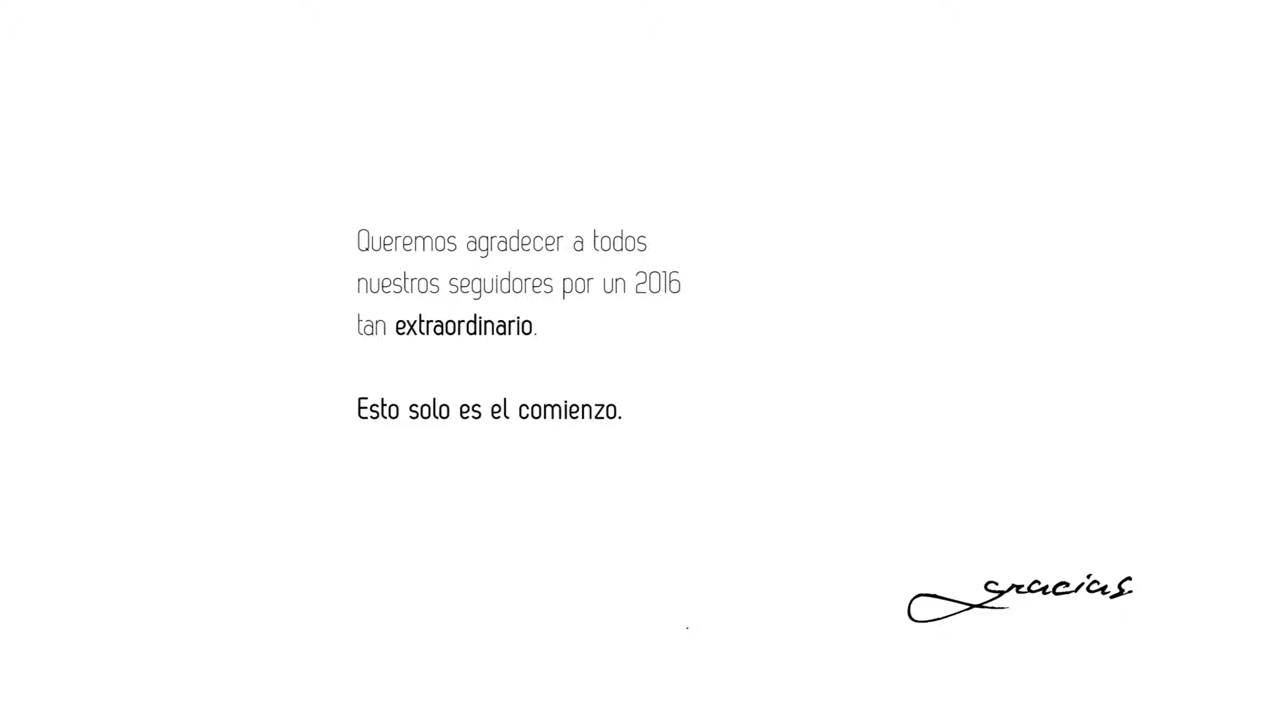 Queremos agradecer a todos
nuestros seguidores por un 2016
tan extraordinario.
Esto solo es el comienzo.
gracias